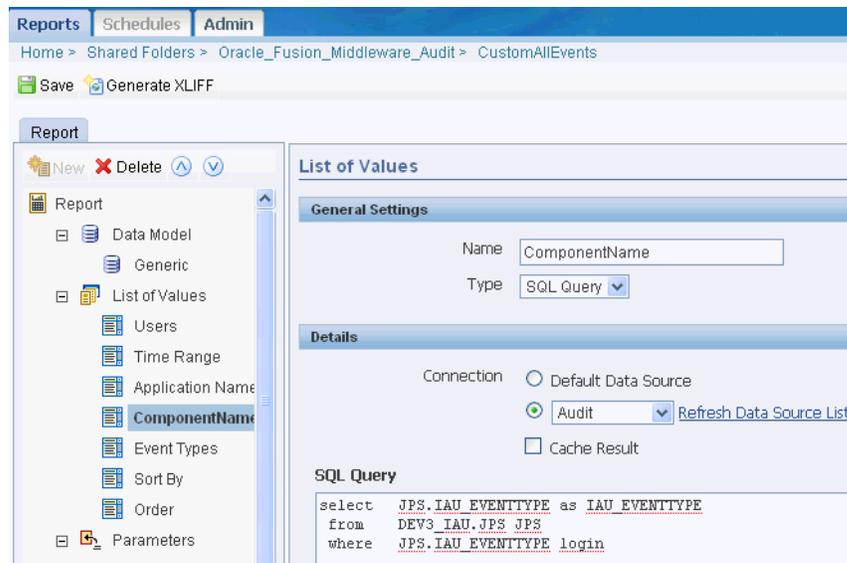 Reports Schedules Admin
Home > Shared Folders > Oracle_Fusion_Middleware_Audit > CustomAllEvents
Save Generate XLIFF
Report
New Delete
Report
Data Model
Generic
List of Values
Users
Time Range
Application Name
ComponentName
Event Types
Sort By
Order
Parameters
List of Values
General Settings
Name ComponentName
Type SQL Query
Details
Connection Default Data Source
Audit Refresh Data Source List
Cache Result
SQL Query
select JPS.IAU_EVENTTYPE as IAU_EVENTTYPE
from DEV3_IAU.JPS JPS
where JPS.IAU_EVENTTYPE login